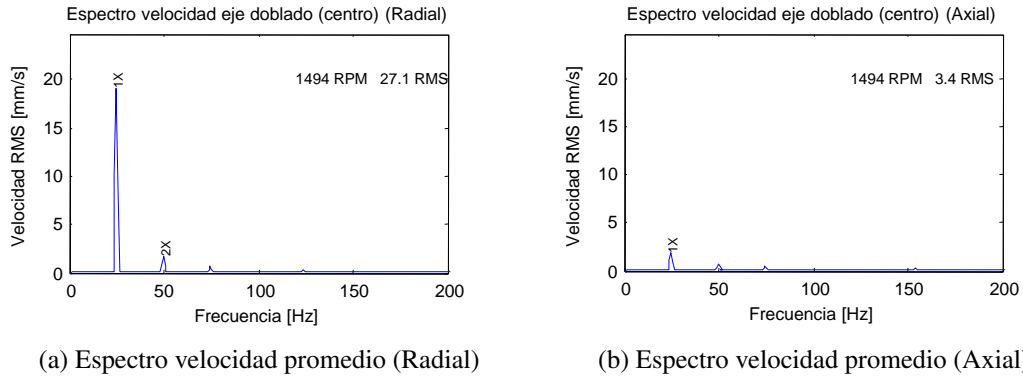 Espectro velocidad eje doblado (centro) (Radial)
Velocidad RMS [mm/s]
20
15
10
5
0
1X
2X
1494 RPM 27.1 RMS
0 50 100 150 200
Frecuencia [Hz]
(a) Espectro velocidad promedio (Radial)
Espectro velocidad eje doblado (centro) (Axial)
Velocidad RMS [mm/s]
20
15
10
5
0
1X
1494 RPM 3.4 RMS
0 50 100 150 200
Frecuencia [Hz]
(b) Espectro velocidad promedio (Axial)